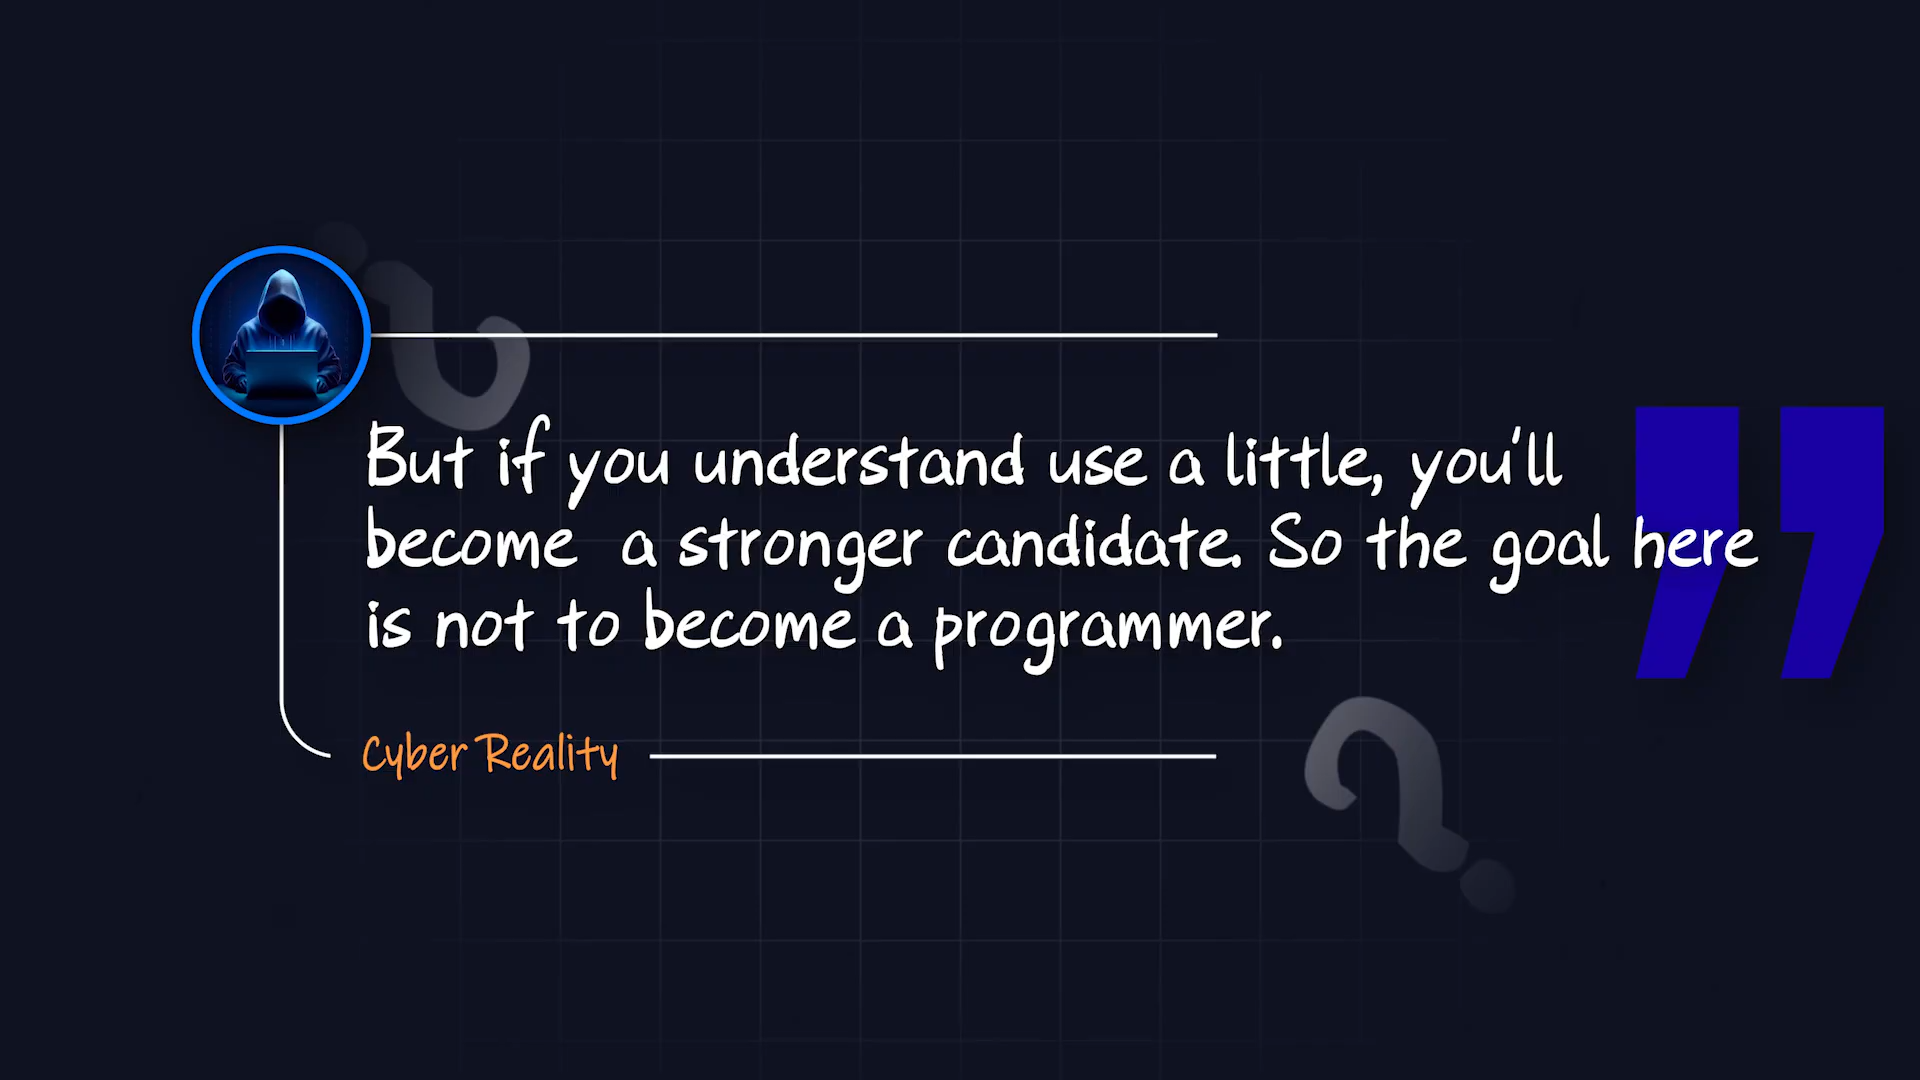 But if you understand use a little, you'll
become  a stronger candidate. So the goal here
is not to become a programmer.
Cyber Reality